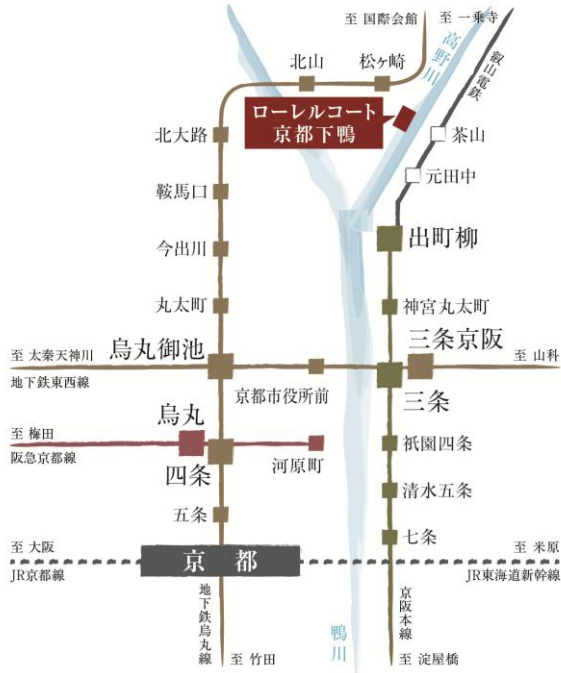 至 国際会館
至 一乗寺
高野川
叡山電鉄
北山
松ヶ崎
ローレルコート
京都下鴨
北大路
茶山
鞍馬口
元田中
今出川
出町柳
丸太町
神宮丸太町
至 太秦天神川
烏丸御池
三条京阪
至 山科
地下鉄東西線
京都市役所前
三条
至 梅田
烏丸
阪急京都線
四条
河原町
祇園四条
清水五条
五条
七条
至 大阪
京都
至 米原
JR京都線
JR東海道新幹線
地下鉄烏丸線
京阪本線
鴨川
至 竹田
至 淀屋橋